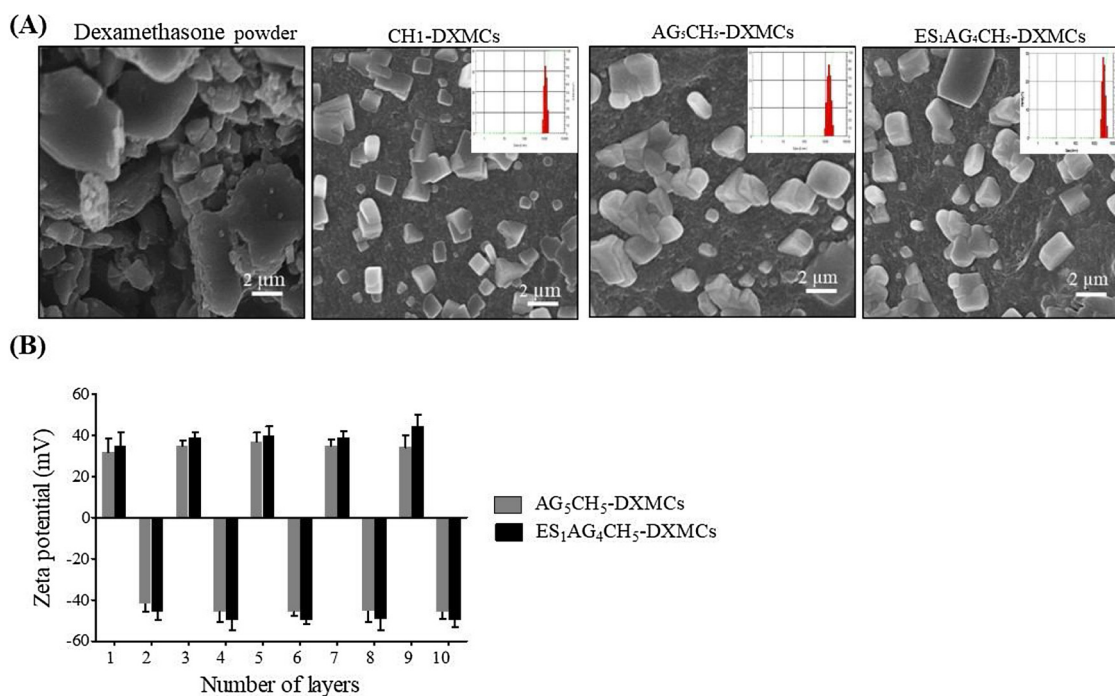 (A)
Dexamethasone powder
CH1-DXMCs
AG₅CH₅-DXMCs
ES₁AG₄CH₅-DXMCs
2 µm
2 µm
2 µm
2 µm
(B)
Zeta potential (mV)
60
40
20
0
-20
-40
-60
1 2 3 4 5 6 7 8 9 10
Number of layers
AG₅CH₅-DXMCs
ES₁AG₄CH₅-DXMCs